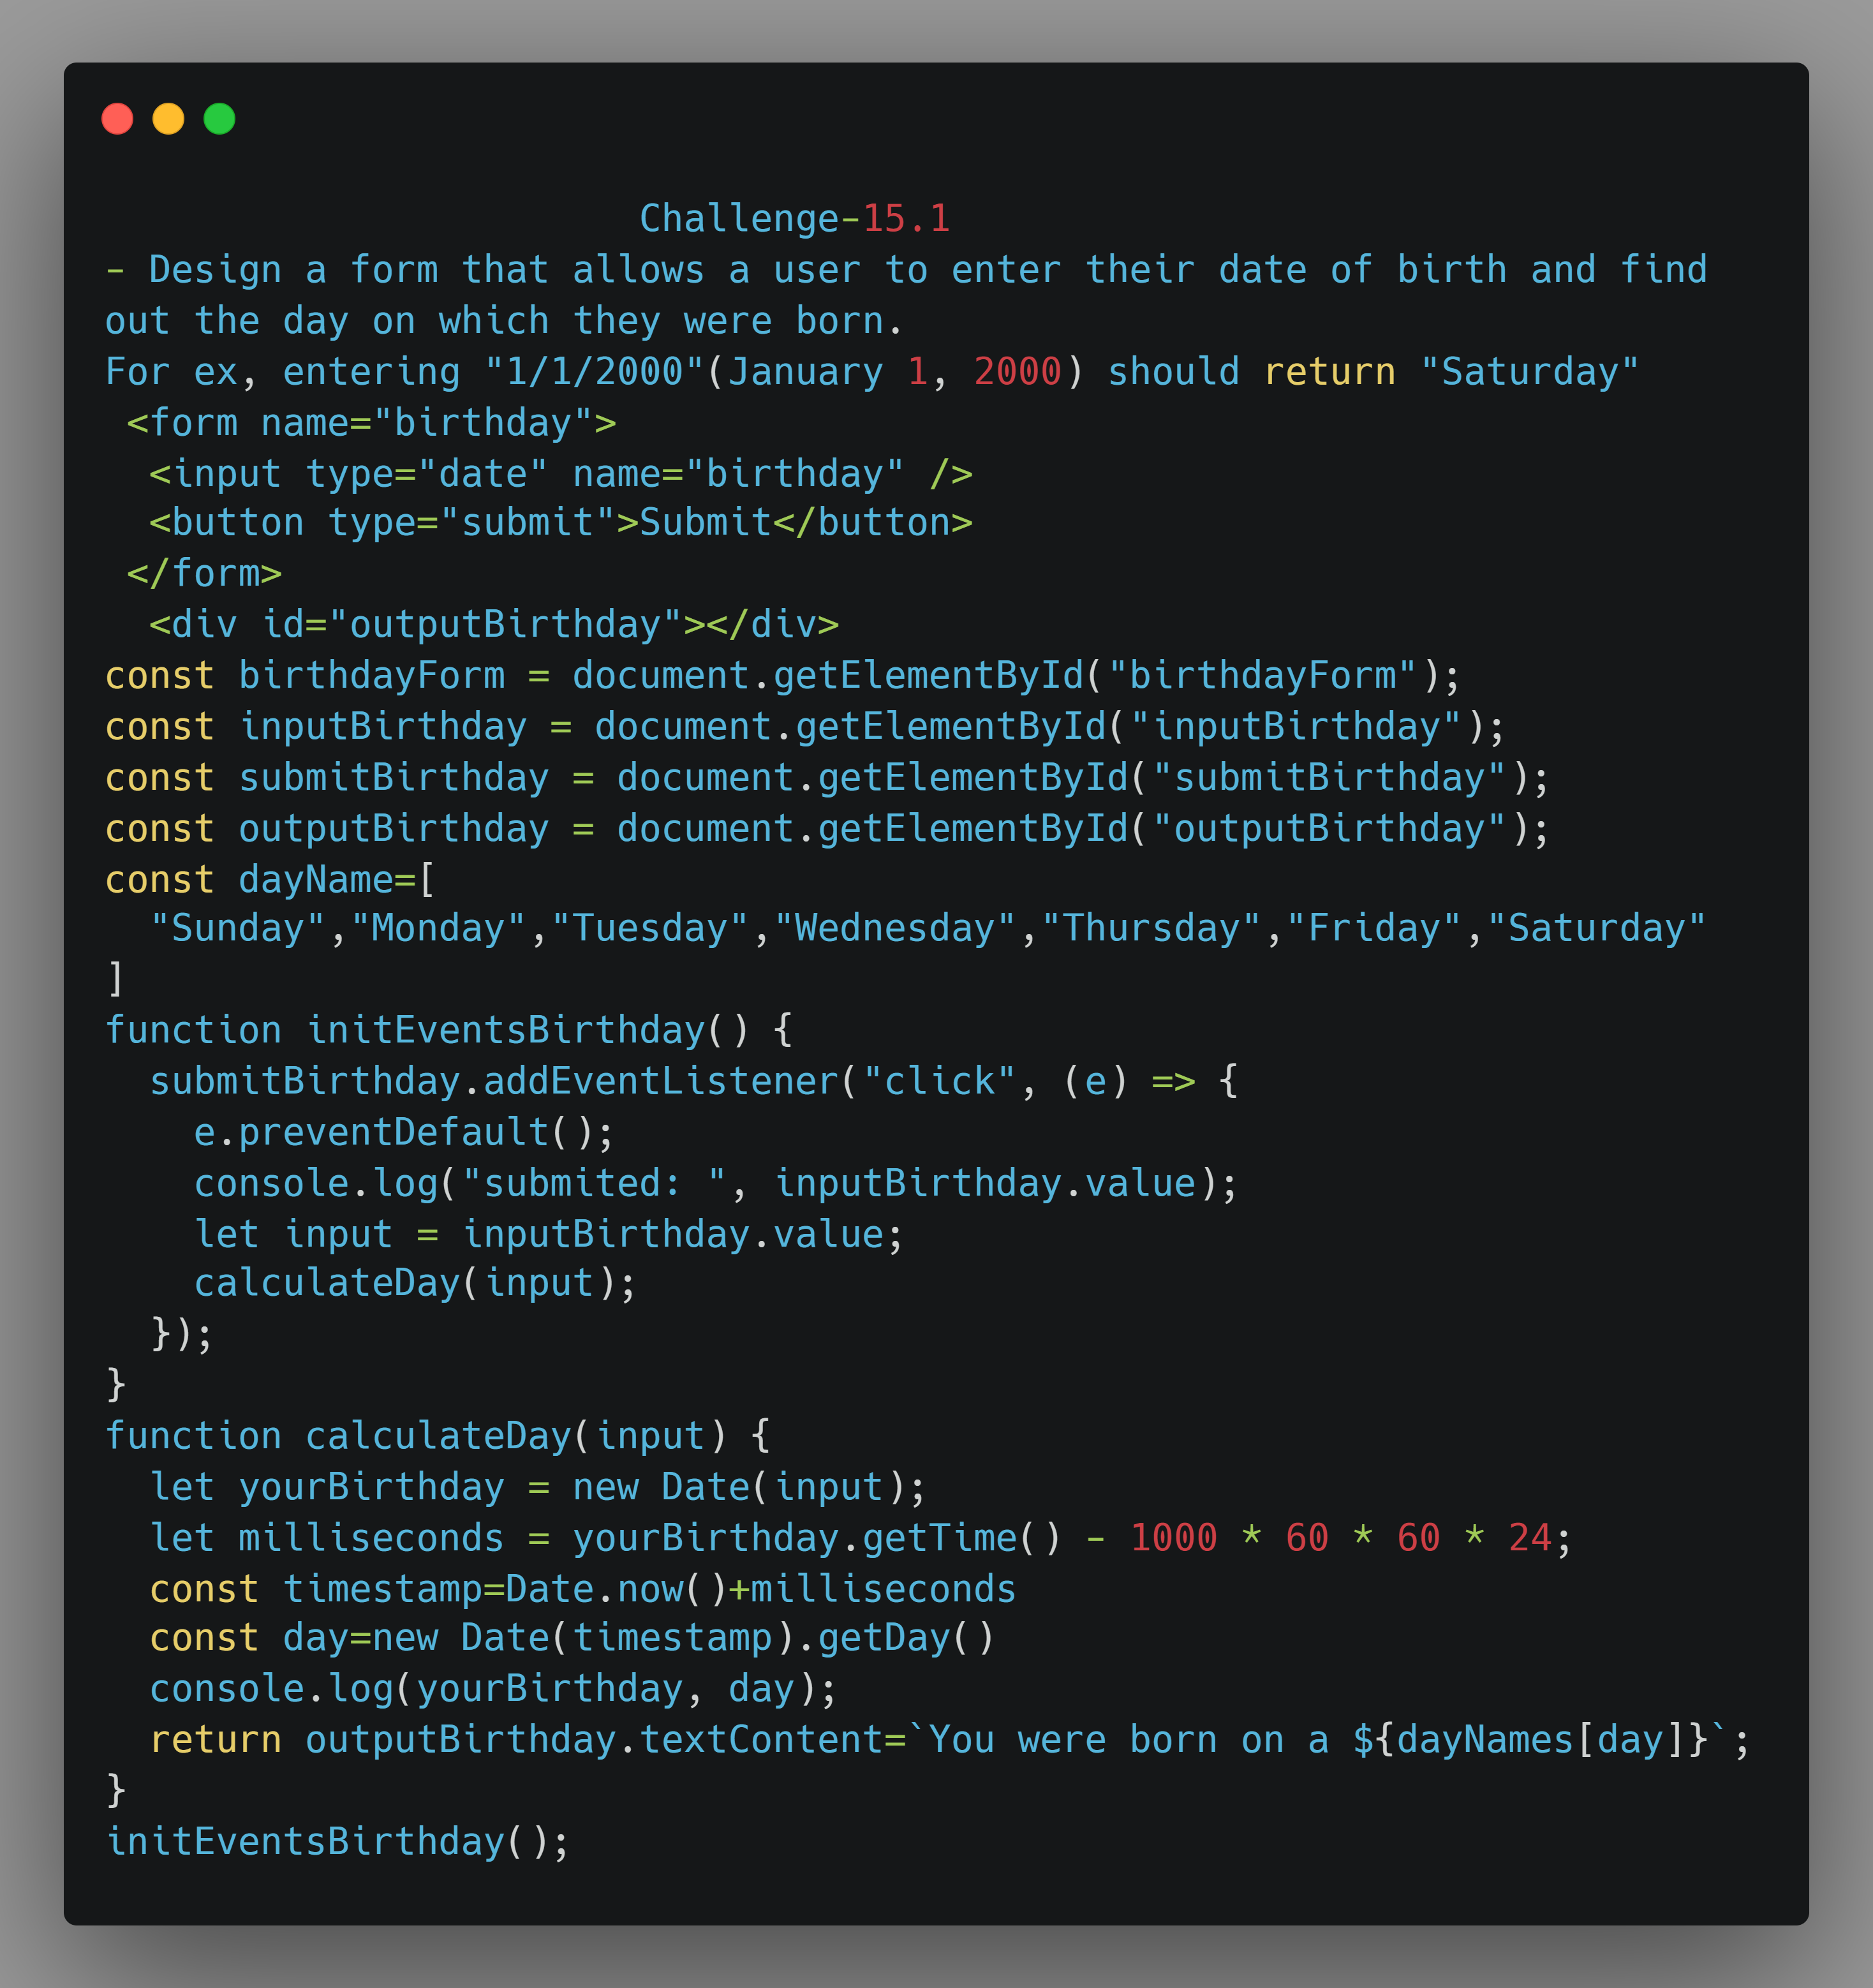 Challenge-15.1
- Design a form that allows a user to enter their date of birth and find
out the day on which they were born.
For ex, entering "1/1/2000"(January 1, 2000) should return "Saturday"
 <form name="birthday">
  <input type="date" name="birthday" />
  <button type="submit">Submit</button>
 </form>
  <div id="outputBirthday"></div>
const birthdayForm = document.getElementById("birthdayForm");
const inputBirthday = document.getElementById("inputBirthday");
const submitBirthday = document.getElementById("submitBirthday");
const outputBirthday = document.getElementById("outputBirthday");
const dayName=[
  "Sunday","Monday","Tuesday","Wednesday","Thursday","Friday","Saturday"
]
function initEventsBirthday() {
  submitBirthday.addEventListener("click", (e) => {
    e.preventDefault();
    console.log("submited: ", inputBirthday.value);
    let input = inputBirthday.value;
    calculateDay(input);
  });
}
function calculateDay(input) {
  let yourBirthday = new Date(input);
  let milliseconds = yourBirthday.getTime() - 1000 * 60 * 60 * 24;
  const timestamp=Date.now()+milliseconds
  const day=new Date(timestamp).getDay()
  console.log(yourBirthday, day);
  return outputBirthday.textContent=`You were born on a ${dayNames[day]}`;
}
initEventsBirthday();